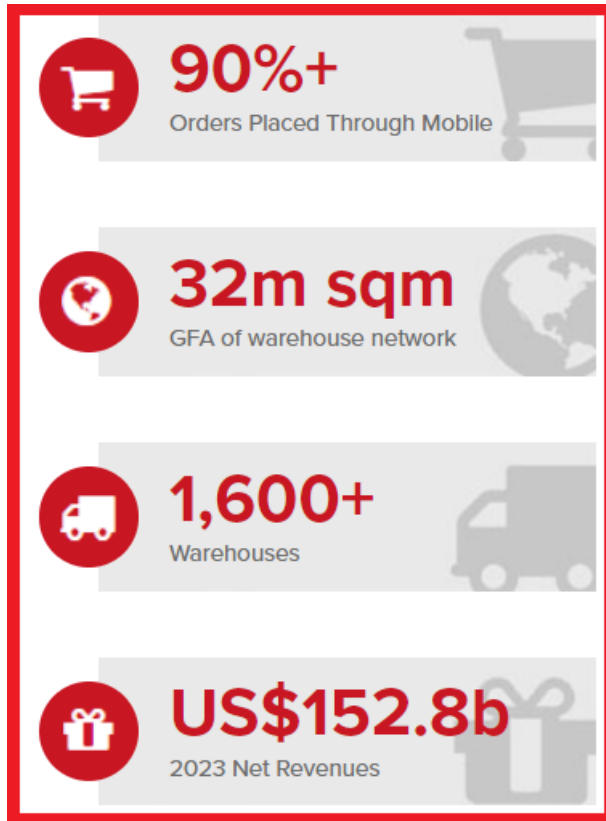 90%+
Orders Placed Through Mobile
32m sqm
GFA of warehouse network
1,600+
Warehouses
US$152.8b
2023 Net Revenues